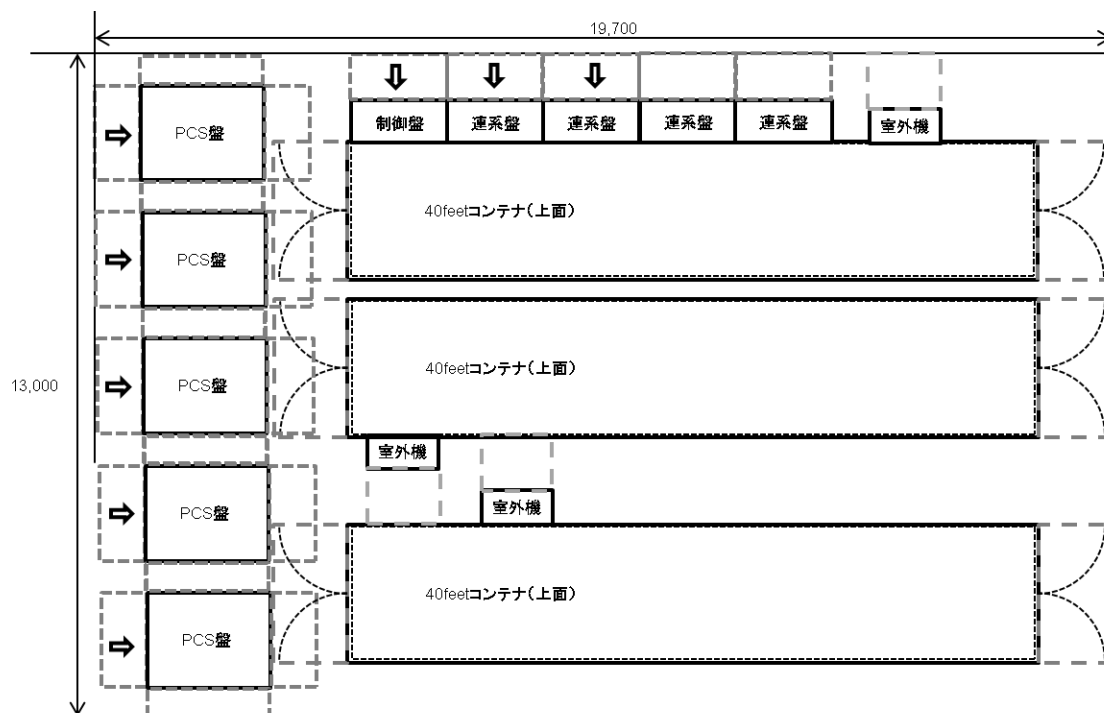 19,700
制御盤
連系盤
連系盤
連系盤
連系盤
室外機
PCS盤
40feetコンテナ(上面)
PCS盤
13,000
PCS盤
40feetコンテナ(上面)
室外機
室外機
PCS盤
40feetコンテナ(上面)
PCS盤